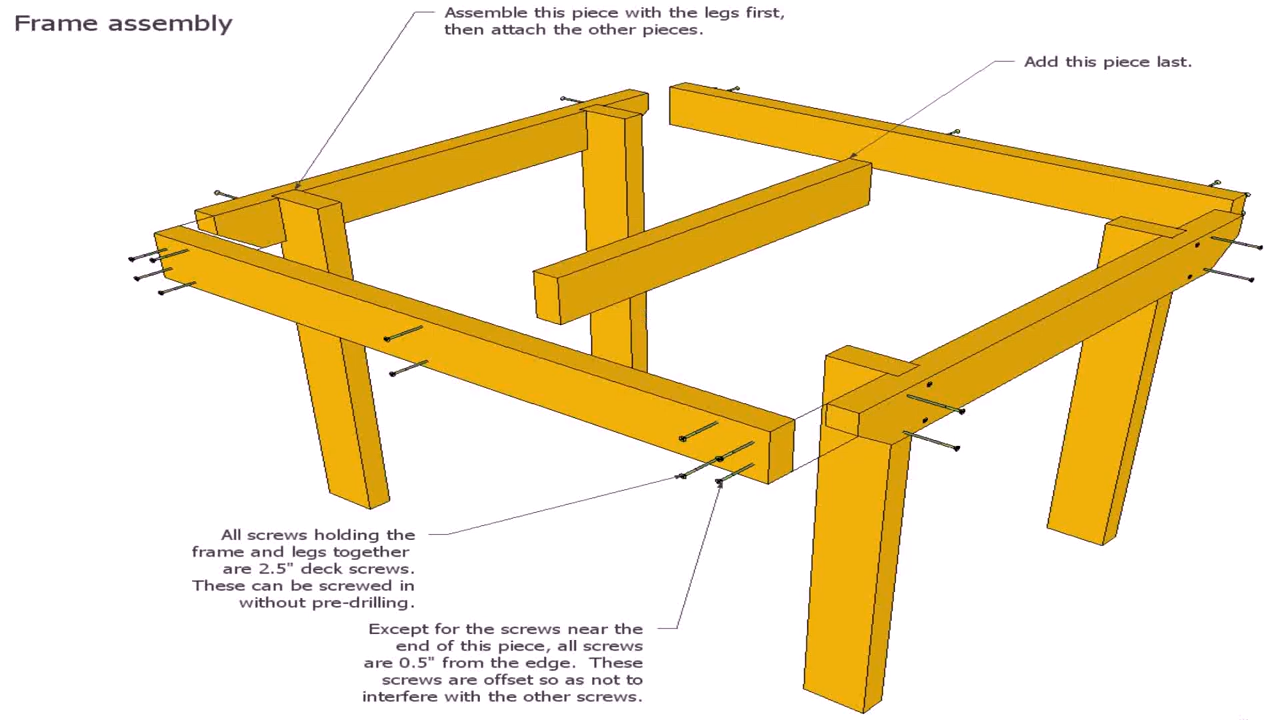 Frame assembly
Assemble this piece with the legs first,
then attach the other pieces.
Add this piece last.
All screws holding the
frame and legs together
are 2.5" deck screws.
These can be screwed in
without pre-drilling.
Except for the screws near the
end of this piece, all screws
are 0.5" from the edge.  These
screws are offset so as not to
interfere with the other screws.